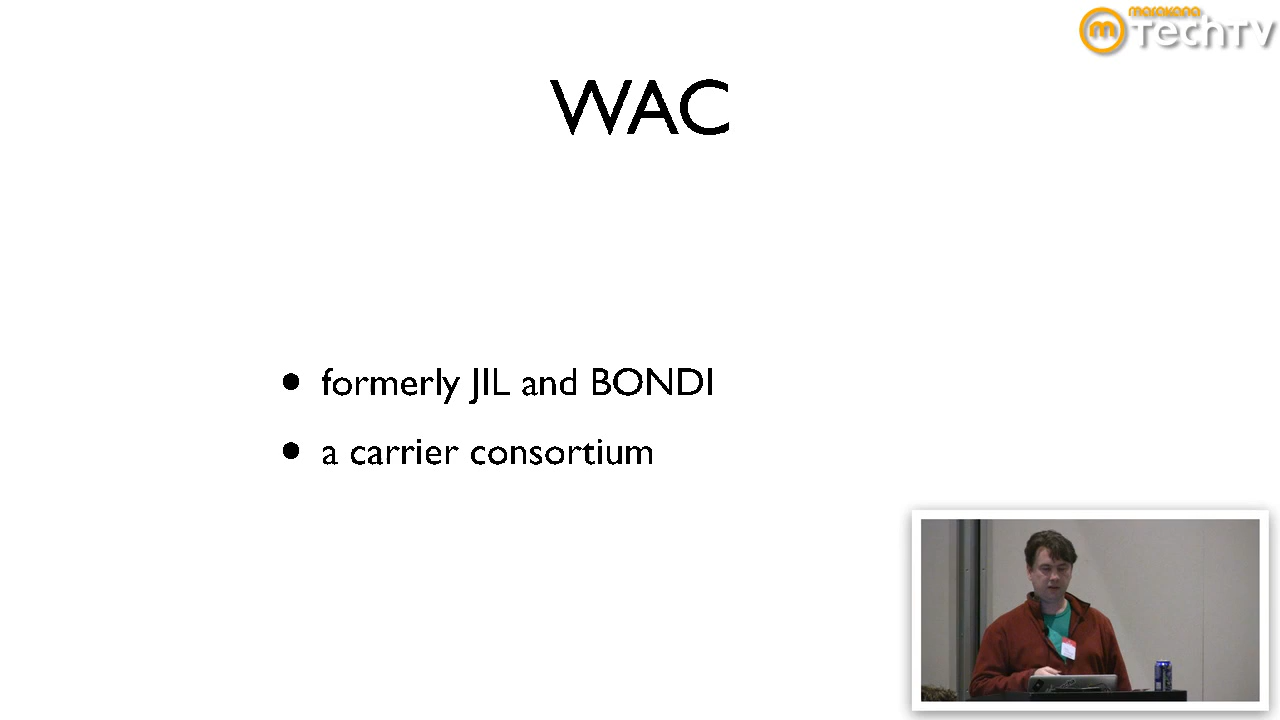 marakana
m TechTV
WAC
• formerly JIL and BONDI
• a carrier consortium